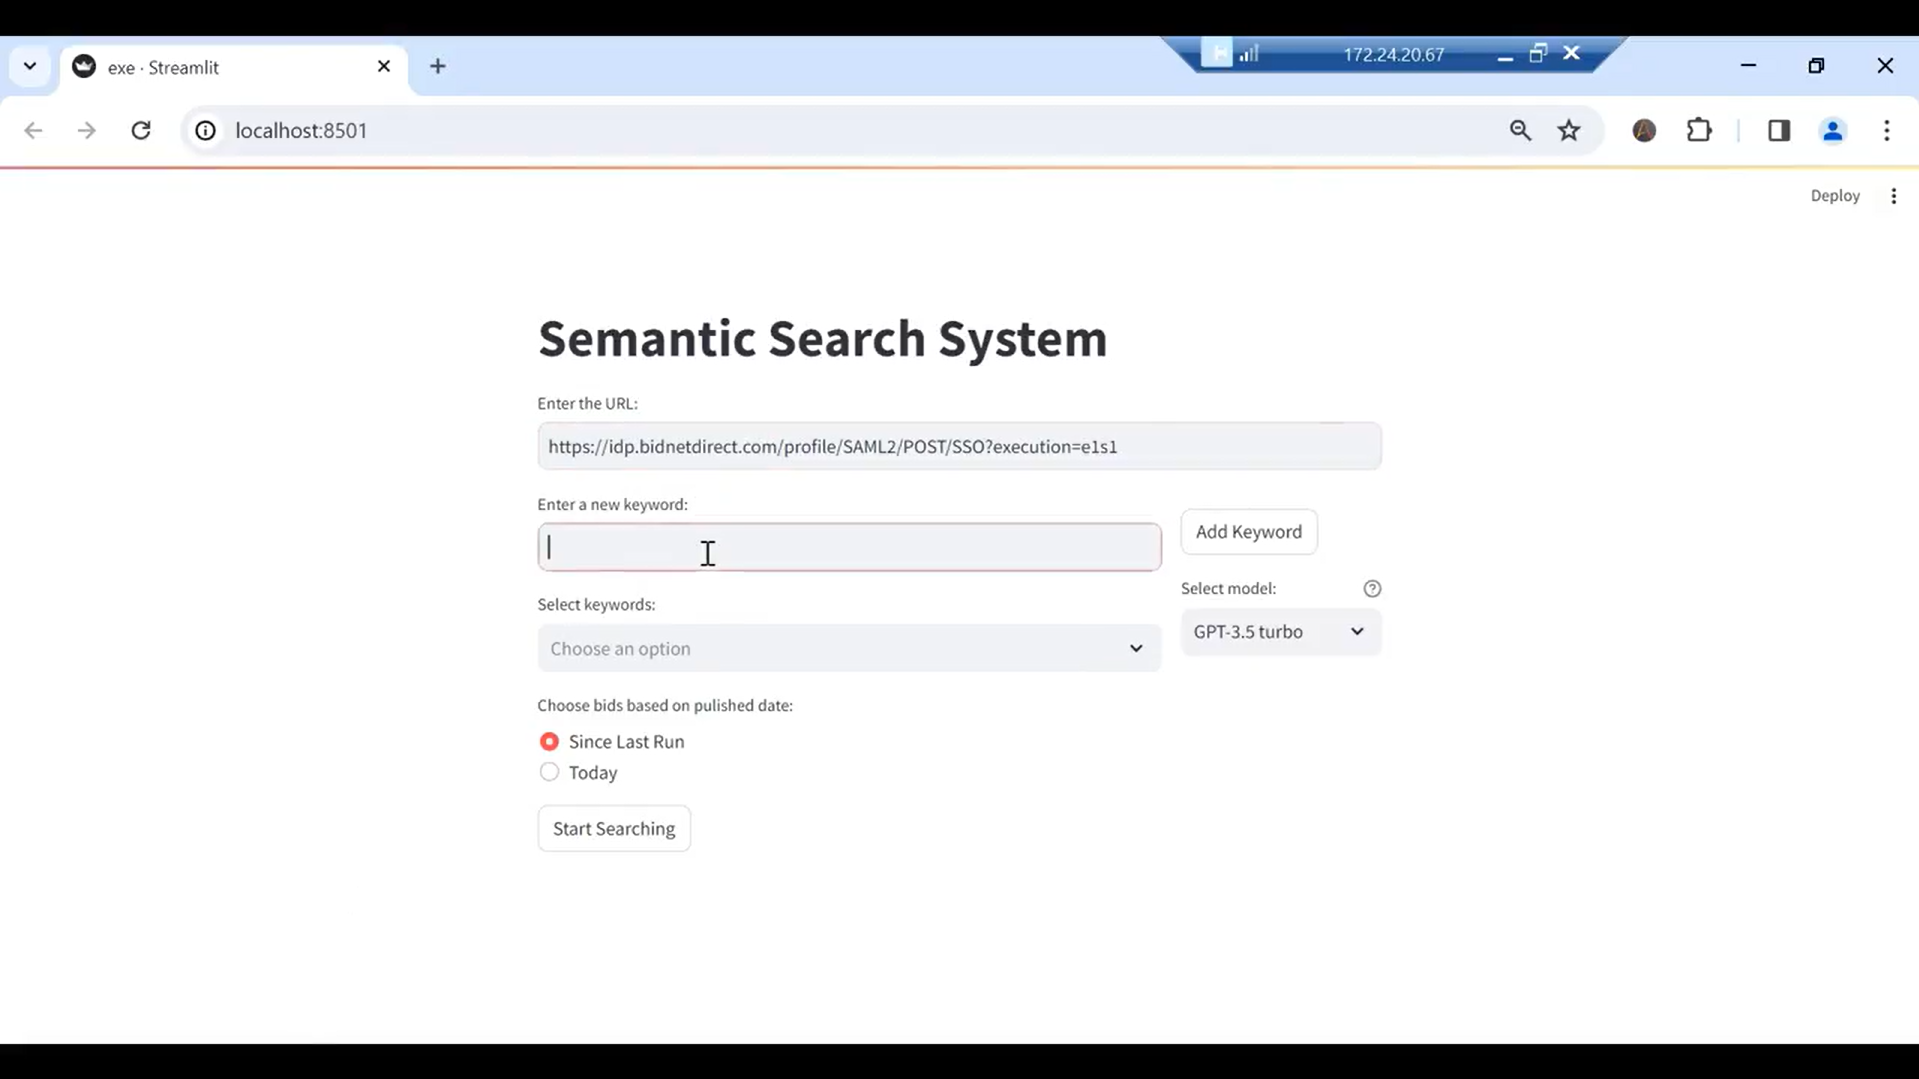 exe · Streamlit
172.24.20.67
localhost:8501
Deploy
Semantic Search System
Enter the URL:
https://idp.bidnetdirect.com/profile/SAML2/POST/SSO?execution=e1s1
Enter a new keyword:
Add Keyword
Select model:
Select keywords:
GPT-3.5 turbo
Choose an option
Choose bids based on pulished date:
Since Last Run
Today
Start Searching